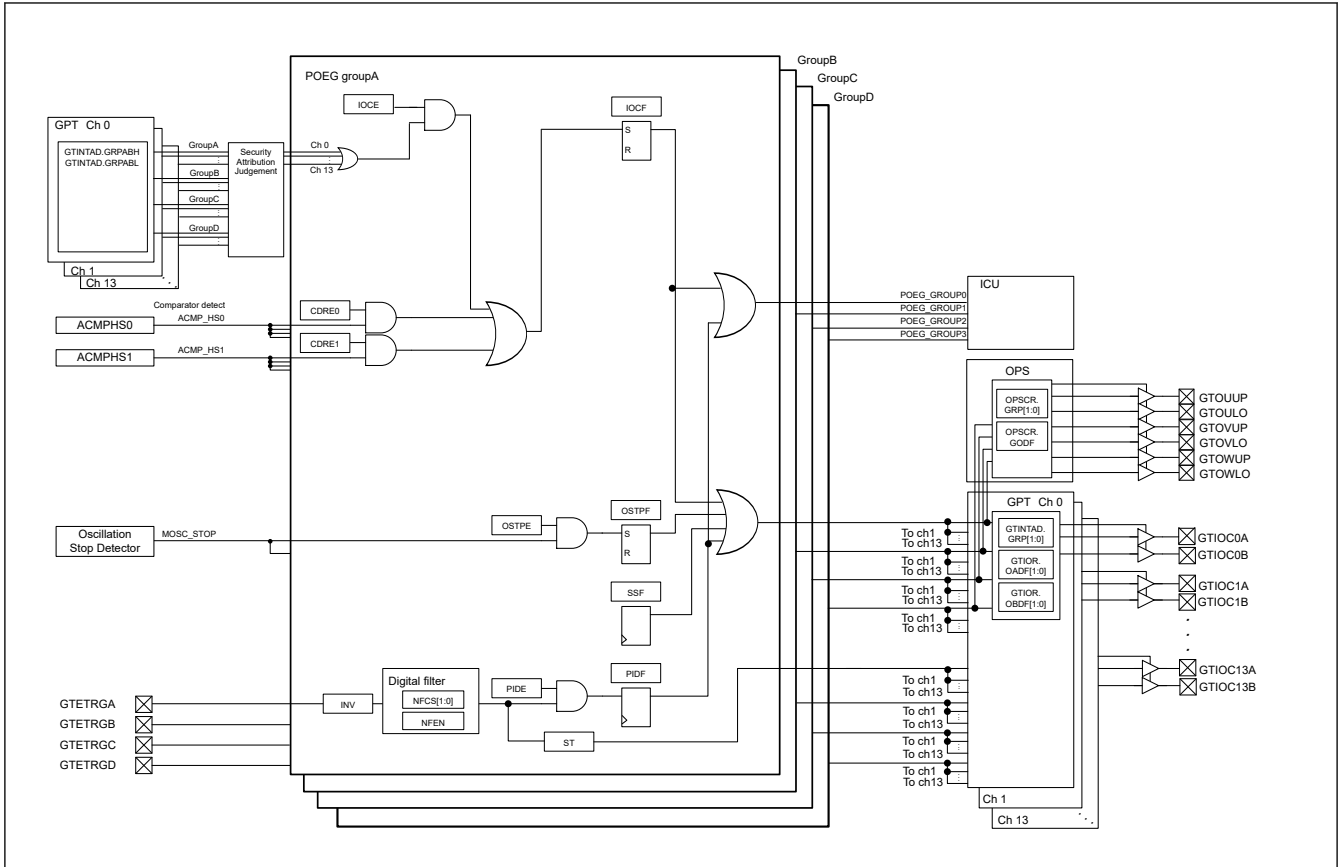 GroupB
GroupC
GroupD
POEG groupA
IOCE
IOCF
S
R
GPT Ch 0
GTINTAD.GRPABH
GTINTAD.GRPABL
Ch 1
Ch 13
GroupA
GroupB
GroupC
GroupD
Security
Attribution
Judgement
Ch 0
Ch 13
Comparator detect
ACMPHS0
ACMP_HS0
ACMPHS1
ACMP_HS1
CDRE0
CDRE1
POEG_GROUP0
POEG_GROUP1
POEG_GROUP2
POEG_GROUP3
ICU
OPS
OPSCR.
GRP[1:0]
OPSCR.
GODF
GTOUUP
GTOULO
GTOVUP
GTOVLO
GTOWUP
GTOWLO
Oscillation
Stop Detector
MOSC_STOP
OSTPE
OSTPF
S
R
SSF
GPT Ch 0
GTINTAD.
GRP[1:0]
GTIOR.
OADF[1:0]
GTIOR.
OBDF[1:0]
To ch1
To ch13
To ch1
To ch13
To ch1
To ch13
To ch1
To ch13
GTIOC0A
GTIOC0B
GTIOC1A
GTIOC1B
GTIOC13A
GTIOC13B
GTETRGA
GTETRGB
GTETRGC
GTETRGD
INV
Digital filter
NFCS[1:0]
NFEN
PIDE
PIDF
ST
To ch1
To ch13
To ch1
To ch13
To ch1
To ch13
To ch1
To ch13
Ch 1
Ch 13